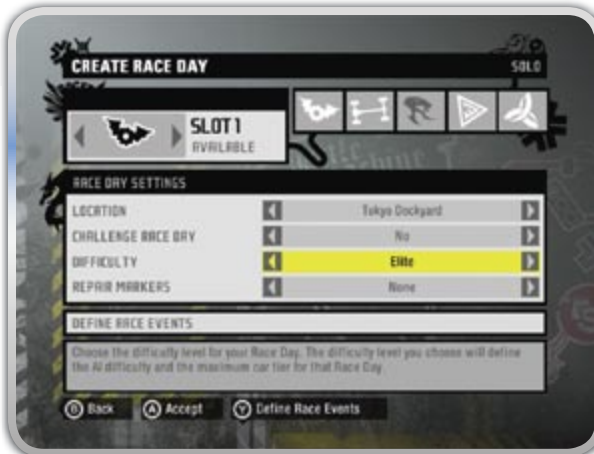 CREATE RACE DAY
SOLO
SLOT 1
AVAILABLE
RACE DAY SETTINGS
LOCATION Tokyo Dockyard
CHALLENGE RACE DAY No
DIFFICULTY Elite
REPAIR MARKERS None
DEFINE RACE EVENTS
Choose the difficulty level for your Race Day. The difficulty level you choose will define
the AI difficulty and the maximum car tier for that Race Day.
B Back A Accept Y Define Race Events